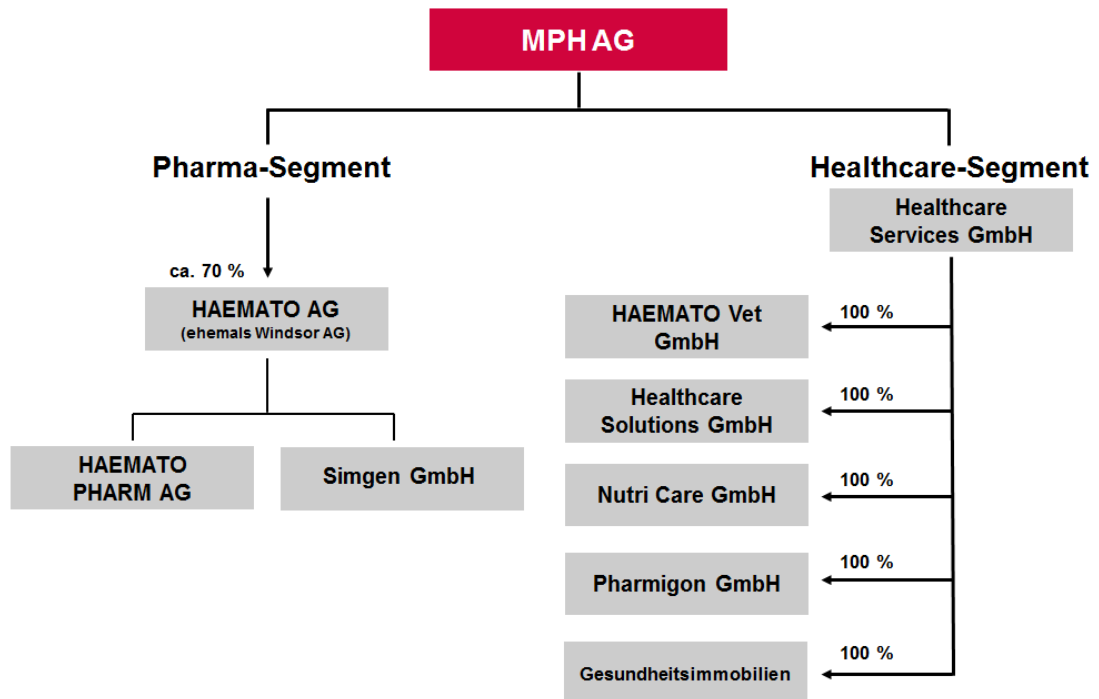 MPH AG
Pharma-Segment
ca. 70 %
HAEMATO AG
(ehemals Windsor AG)
HAEMATO
PHARM AG
Simgen GmbH
Healthcare-Segment
Healthcare
Services GmbH
100 %
HAEMATO Vet
GmbH
100 %
Healthcare
Solutions GmbH
100 %
Nutri Care GmbH
100 %
Pharmigon GmbH
100 %
Gesundheitsimmobilien